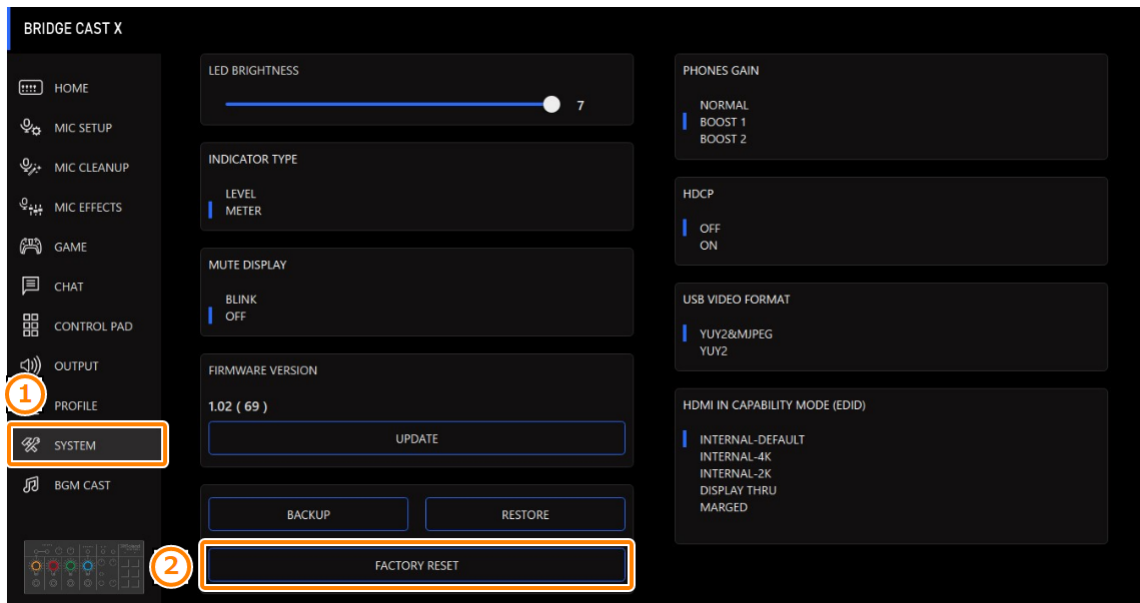 BRIDGE CAST X
HOME
MIC SETUP
MIC CLEANUP
MIC EFFECTS
GAME
CHAT
CONTROL PAD
OUTPUT
1
PROFILE
SYSTEM
BGM CAST
LED BRIGHTNESS
7
INDICATOR TYPE
LEVEL
METER
MUTE DISPLAY
BLINK
OFF
FIRMWARE VERSION
1.02 ( 69 )
UPDATE
BACKUP
RESTORE
2
FACTORY RESET
PHONES GAIN
NORMAL
BOOST 1
BOOST 2
HDCP
OFF
ON
USB VIDEO FORMAT
YUY2&MJPEG
YUY2
HDMI IN CAPABILITY MODE (EDID)
INTERNAL-DEFAULT
INTERNAL-4K
INTERNAL-2K
DISPLAY THRU
MARGED